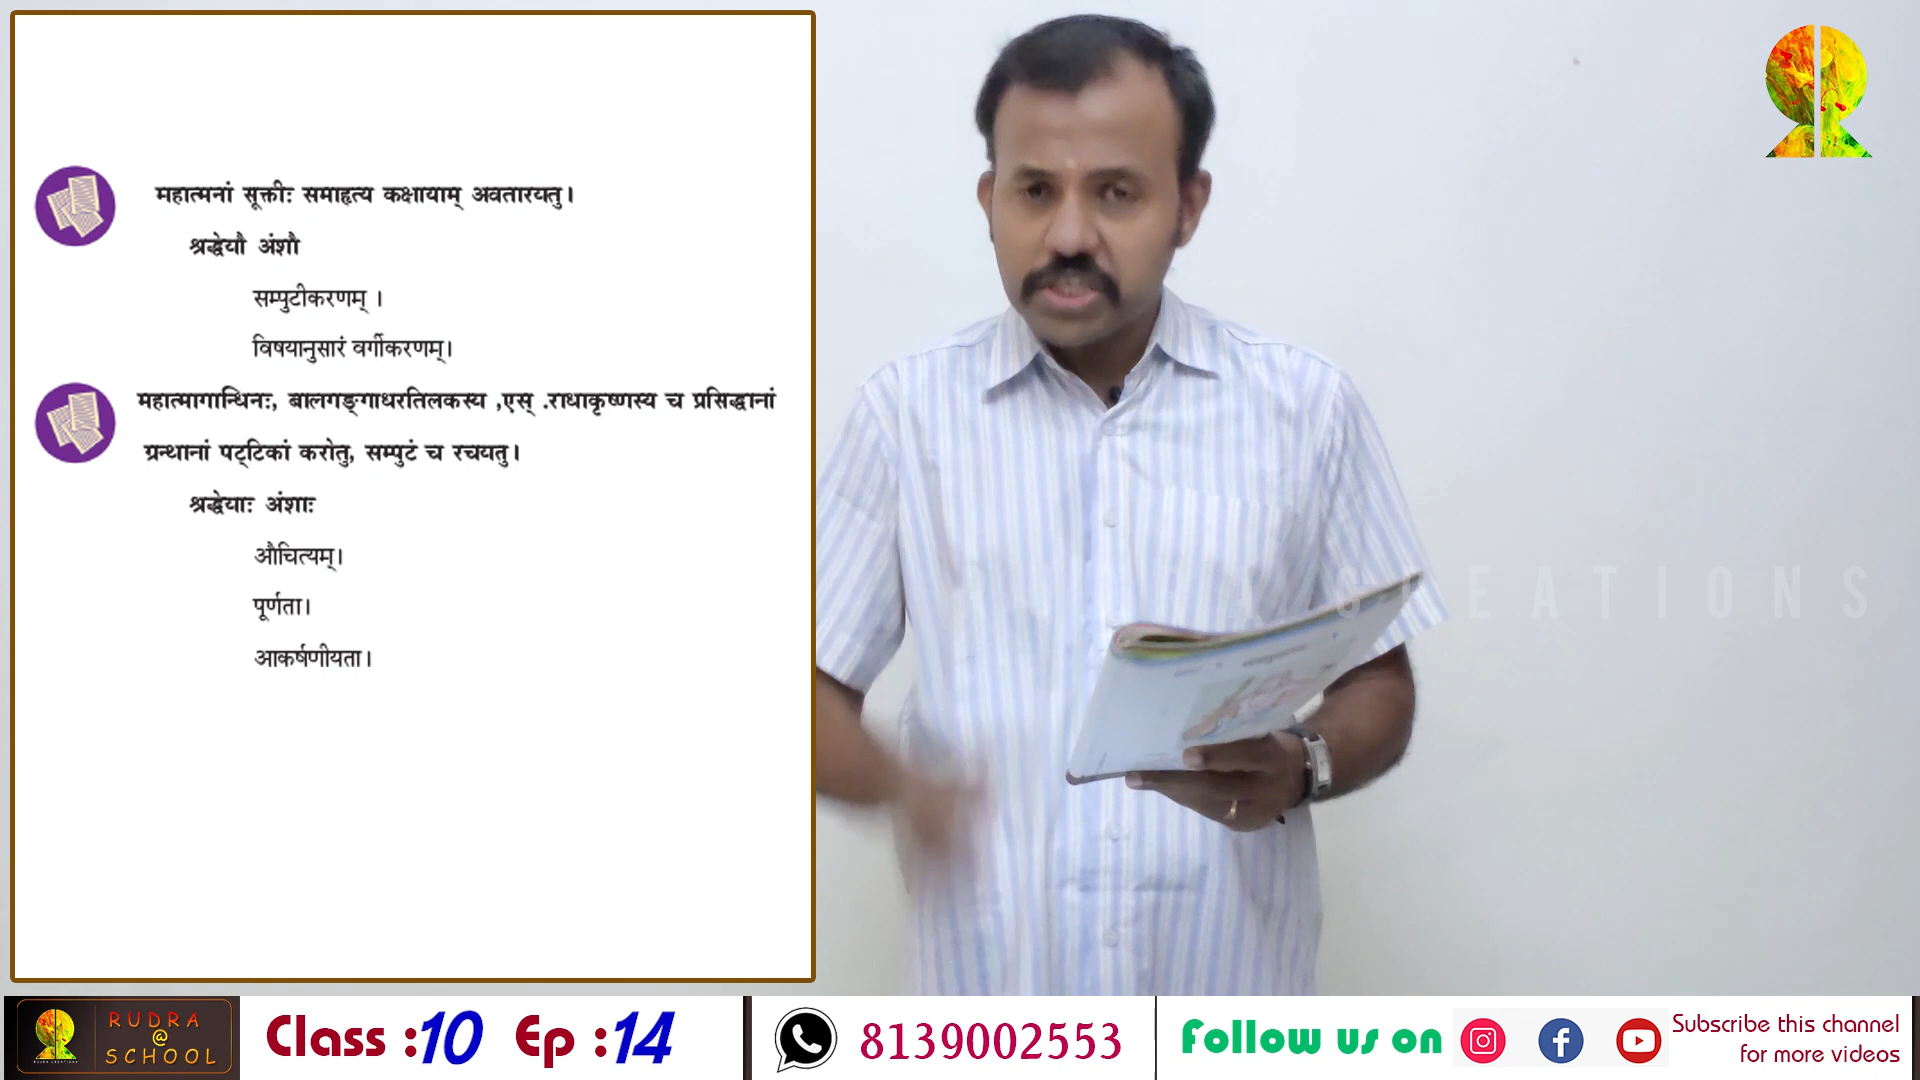 महात्मनां सूक्तीः समाहृत्य कक्षायाम् अवतारयतु।
श्रद्धेयौ अंशौ
सम्पुटीकरणम् ।
विषयानुसारं वर्गीकरणम्।
महात्मागान्धिनः, बालगङ्गाधरतिलकस्य ,एस् .राधाकृष्णस्य च प्रसिद्धानां
ग्रन्थानां पट्टिकां करोतु, सम्पुटं च रचयतु।
श्रद्धेयाः अंशाः
औचित्यम्।
पूर्णता।
आकर्षणीयता।
RUDRA CREATIONS
RUDRA
@
SCHOOL
Class :10 Ep :14
8139002553
Follow us on
Subscribe this channel
for more videos